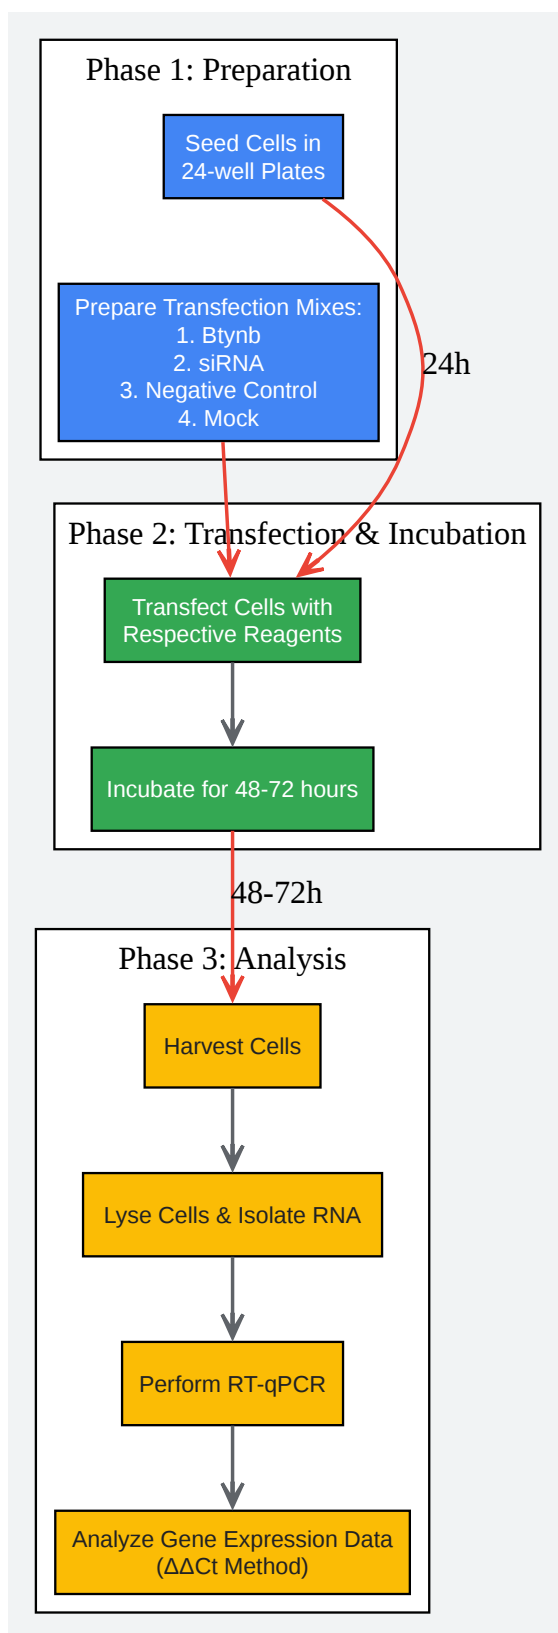 Phase 1: Preparation
Seed Cells in
24-well Plates
Prepare Transfection Mixes:
1. Btynb
2. siRNA
3. Negative Control
4. Mock
24h
Phase 2: Transfection & Incubation
Transfect Cells with
Respective Reagents
Incubate for 48-72 hours
48-72h
Phase 3: Analysis
Harvest Cells
Lyse Cells & Isolate RNA
Perform RT-qPCR
Analyze Gene Expression Data
(ΔΔCt Method)